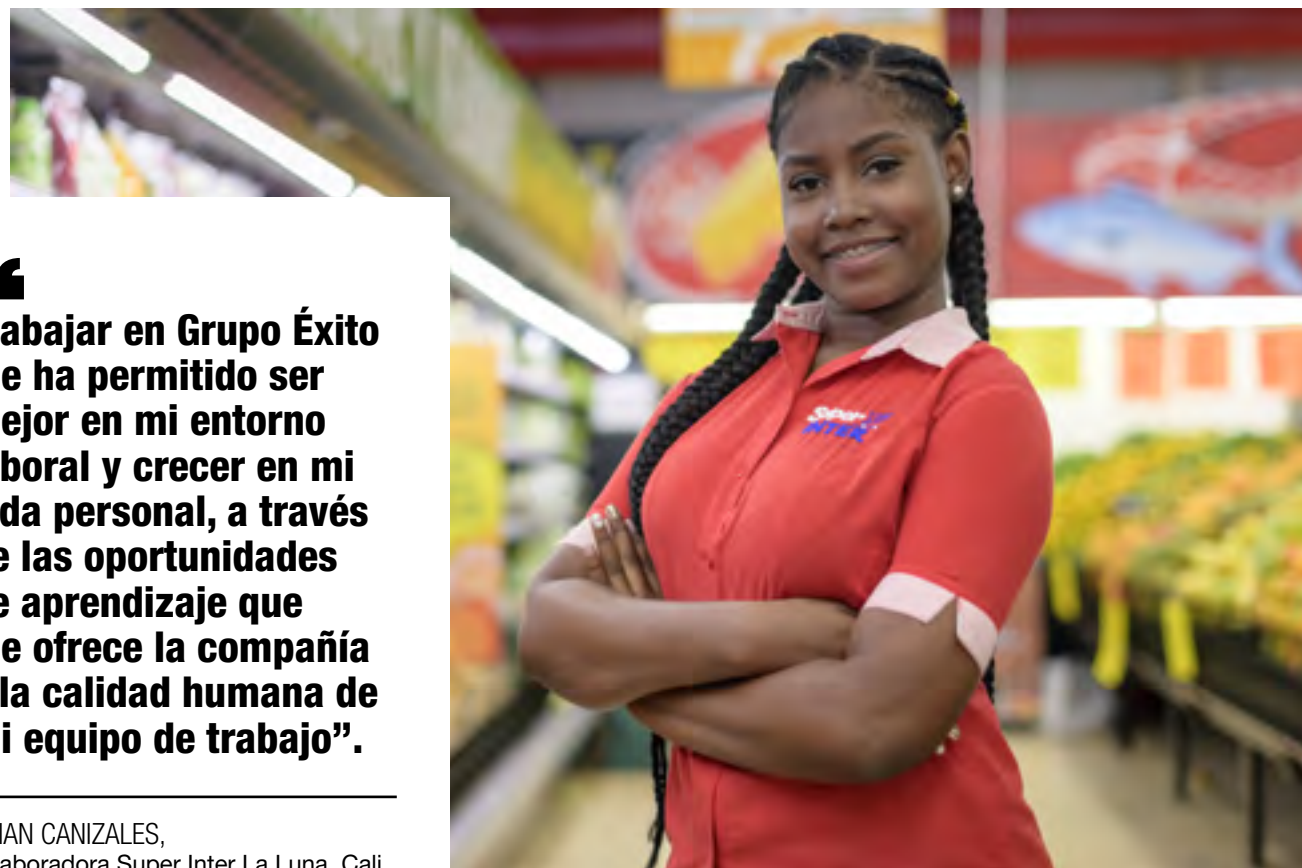 “
abajar en Grupo Éxito
e ha permitido ser
ejor en mi entorno
boral y crecer en mi
da personal, a través
e las oportunidades
e aprendizaje que
e ofrece la compañía
la calidad humana de
i equipo de trabajo”.
IAN CANIZALES,
aboradora Super Inter La Luna, Cali
Super
INTER